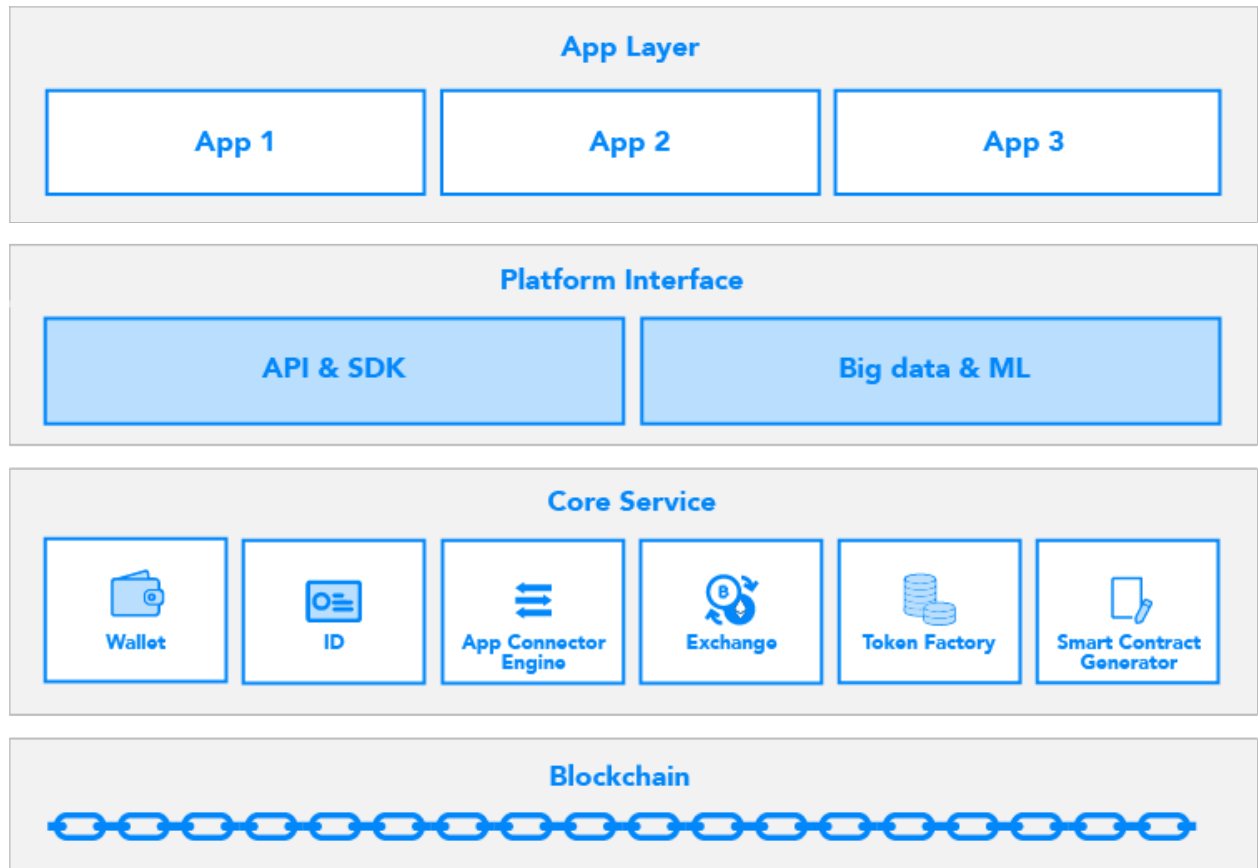 App Layer
App 1
App 2
App 3
Platform Interface
API & SDK
Big data & ML
Core Service
Wallet
ID
App Connector
Engine
B
Exchange
Token Factory
Smart Contract
Generator
Blockchain